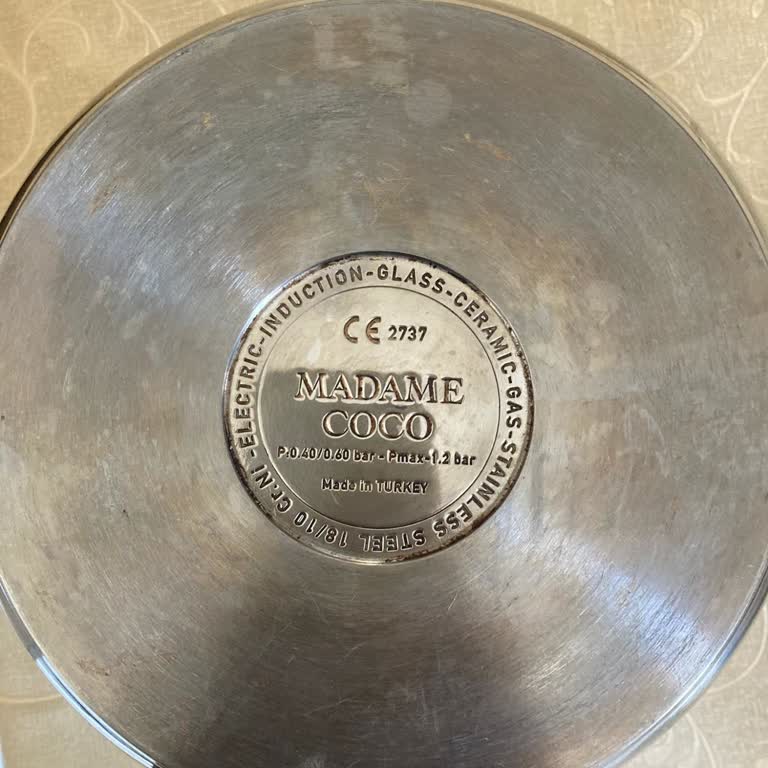 ELECTRIC-INDUCTION-GLASS-CERAMIC-GAS-STAINLESS STEEL 18/10 Cr.Ni-
CE 2737
MADAME
COCO
P:0.40/0.60 bar - Pmax-1.2 bar
Made in TURKEY